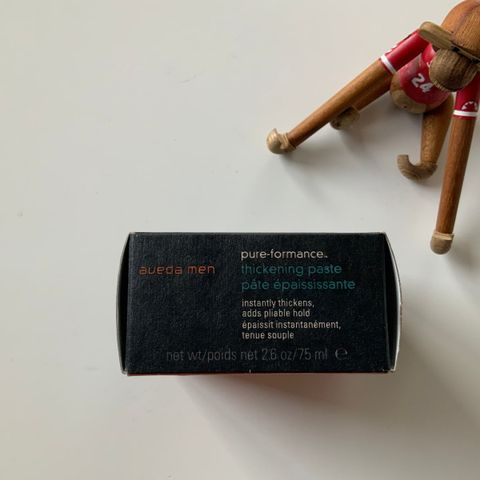 aveda men
pure-formance™
thickening paste
pâte épaississante
instantly thickens,
adds pliable hold
épaissit instantanément,
tenue souple
net wt/poids net 2.6 oz/75 ml ℮
24